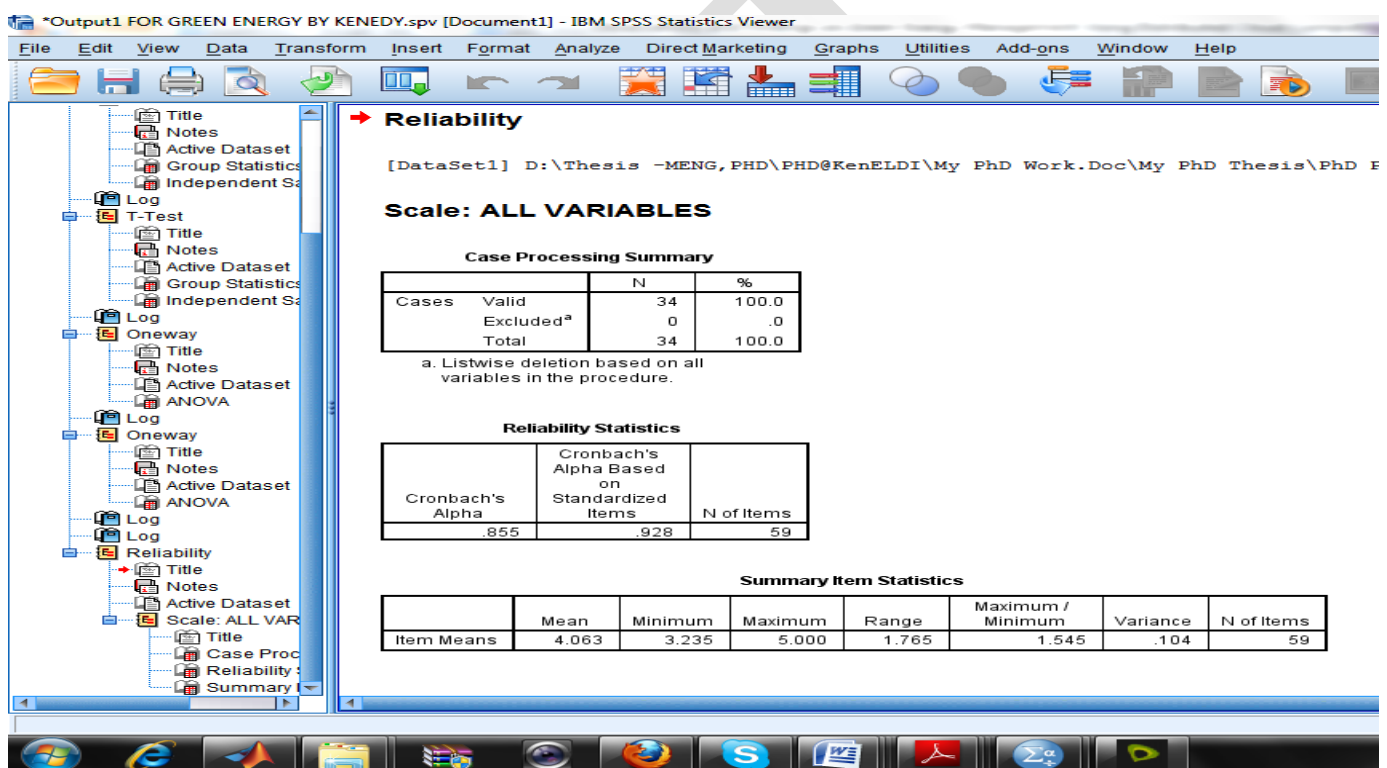 *Output1 FOR GREEN ENERGY BY KENEDY.spv [Document1] - IBM SPSS Statistics Viewer
File Edit View Data Transform Insert Format Analyze Direct Marketing Graphs Utilities Add-ons Window Help
Title
Notes
Active Dataset
Group Statistics
Independent Sa
Log
T-Test
Title
Notes
Active Dataset
Group Statistics
Independent Sa
Log
Oneway
Title
Notes
Active Dataset
ANOVA
Log
Oneway
Title
Notes
Active Dataset
ANOVA
Log
Log
Reliability
Title
Notes
Active Dataset
Scale: ALL VAR
Title
Case Proc
Reliability
Summary I
Reliability
[DataSet1] D:\Thesis -MENG,PHD\PHD@KenELDI\My PhD Work.Doc\My PhD Thesis\PhD
Scale: ALL VARIABLES
Case Processing Summary
N %
Cases Valid 34 100.0
Excludedª 0 .0
Total 34 100.0
a. Listwise deletion based on all
variables in the procedure.
Reliability Statistics
Cronbach's
Alpha Based
on
Cronbach's Standardized
Alpha Items N of Items
.855 .928 59
Summary Item Statistics
Maximum /
Mean Minimum Maximum Range Minimum Variance N of Items
Item Means 4.063 3.235 5.000 1.765 1.545 .104 59